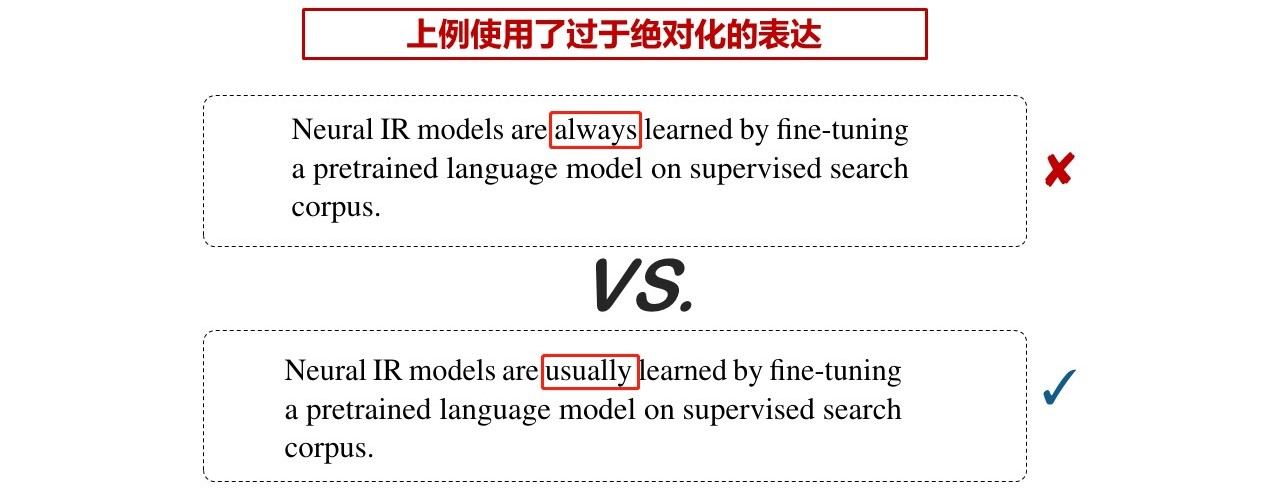 上例使用了过于绝对化的表达
Neural IR models are always learned by fine-tuning
a pretrained language model on supervised search
corpus.
✘
VS.
Neural IR models are usually learned by fine-tuning
a pretrained language model on supervised search
corpus.
✓